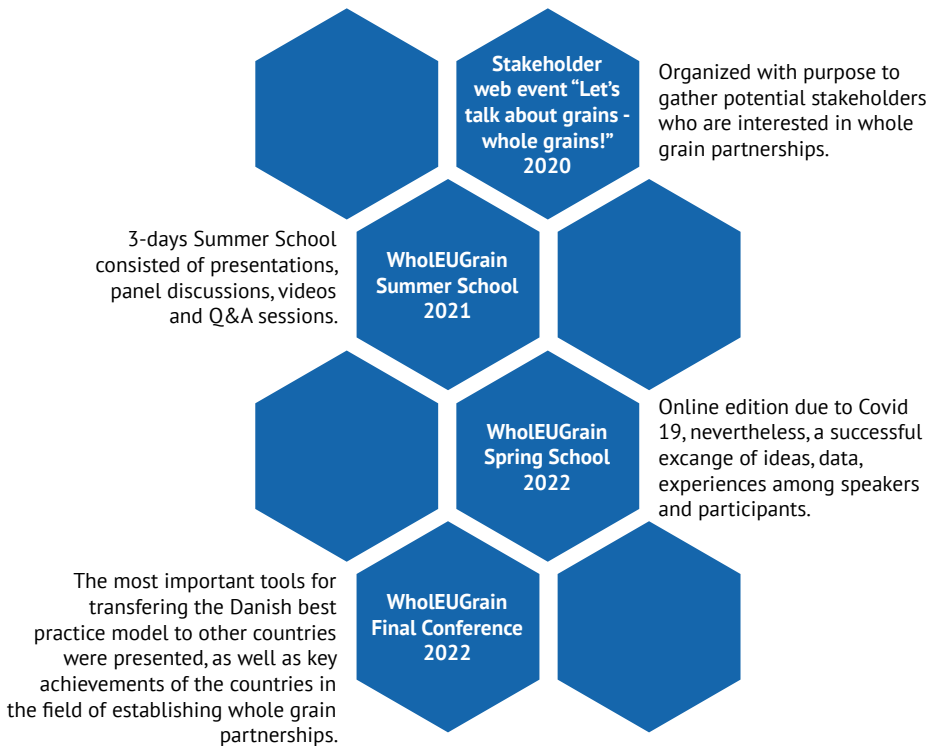 Stakeholder
web event “Let’s
talk about grains -
whole grains!”
2020
Organized with purpose to
gather potential stakeholders
who are interested in whole
grain partnerships.
3-days Summer School
consisted of presentations,
panel discussions, videos
and Q&A sessions.
WholEUGrain
Summer School
2021
WholEUGrain
Spring School
2022
Online edition due to Covid
19, nevertheless, a successful
excange of ideas, data,
experiences among speakers
and participants.
The most important tools for
transfering the Danish best
practice model to other countries
were presented, as well as key
achievements of the countries in
the field of establishing whole grain
partnerships.
WholEUGrain
Final Conference
2022